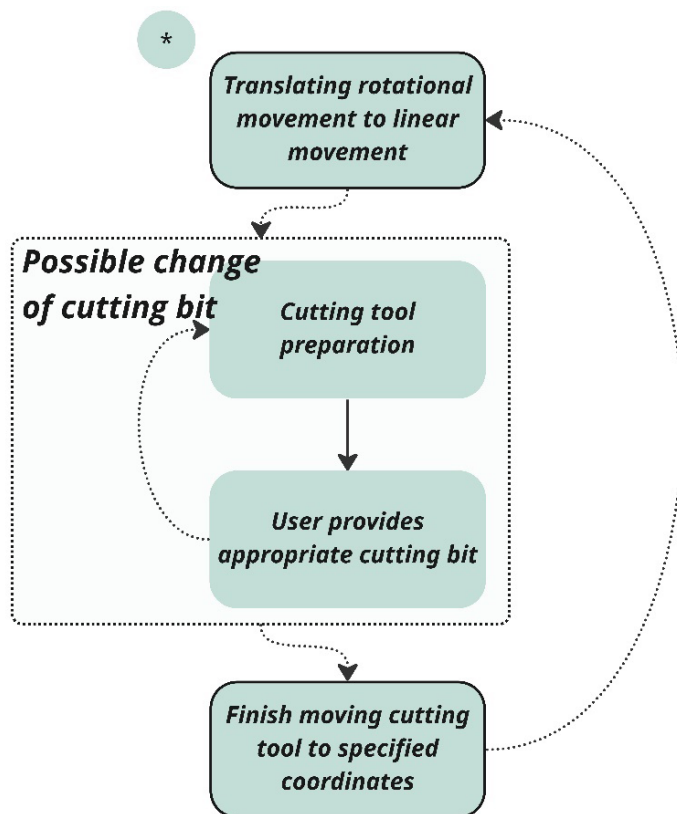 *
Translating rotational
movement to linear
movement
Possible change
of cutting bit
Cutting tool
preparation
User provides
appropriate cutting bit
Finish moving cutting
tool to specified
coordinates